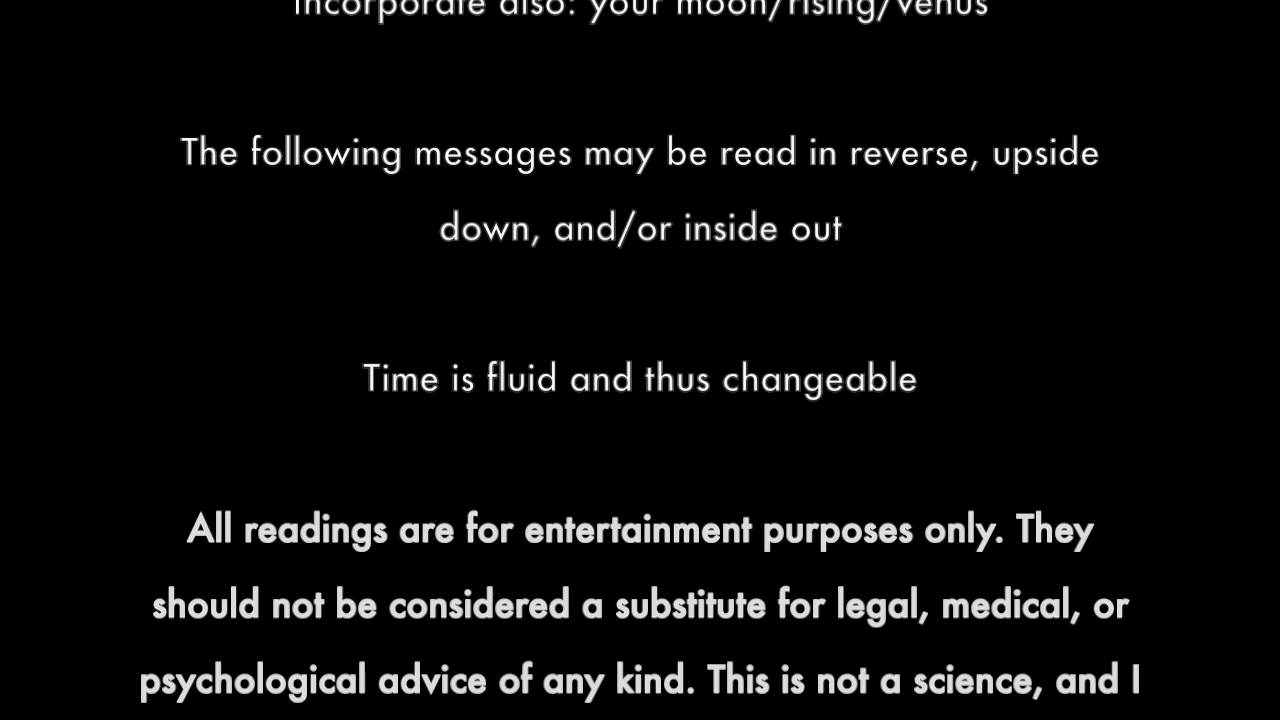 Incorporate also: your moon/rising/venus
The following messages may be read in reverse, upside
down, and/or inside out
Time is fluid and thus changeable
All readings are for entertainment purposes only. They
should not be considered a substitute for legal, medical, or
psychological advice of any kind. This is not a science, and I